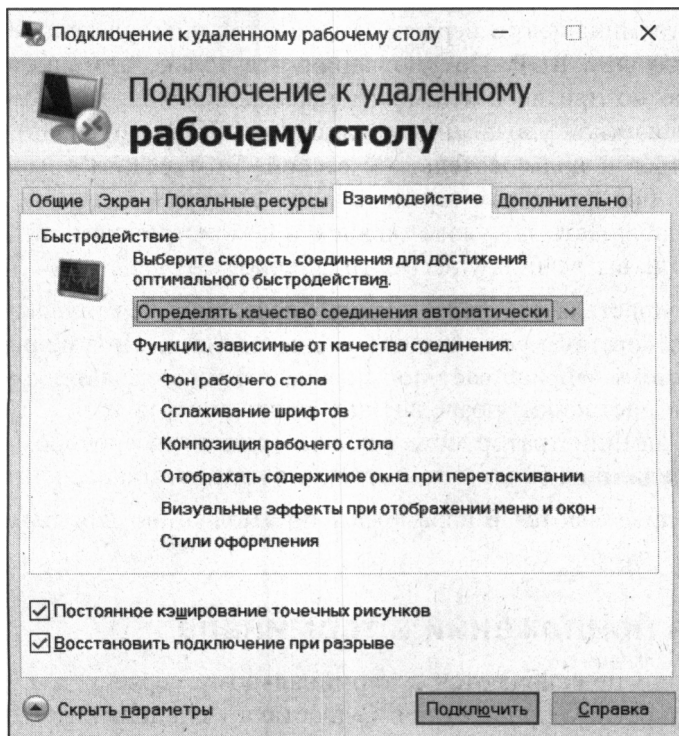 Подключение к удаленному рабочему столу
Подключение к удаленному
рабочему столу
Общие Экран Локальные ресурсы Взаимодействие Дополнительно
Быстродействие
Выберите скорость соединения для достижения
оптимального быстродействия.
Определять качество соединения автоматически
Функции, зависимые от качества соединения:
Фон рабочего стола
Сглаживание шрифтов
Композиция рабочего стола
Отображать содержимое окна при перетаскивании
Визуальные эффекты при отображении меню и окон
Стили оформления
Постоянное кэширование точечных рисунков
Восстановить подключение при разрыве
Скрыть параметры Подключить Справка